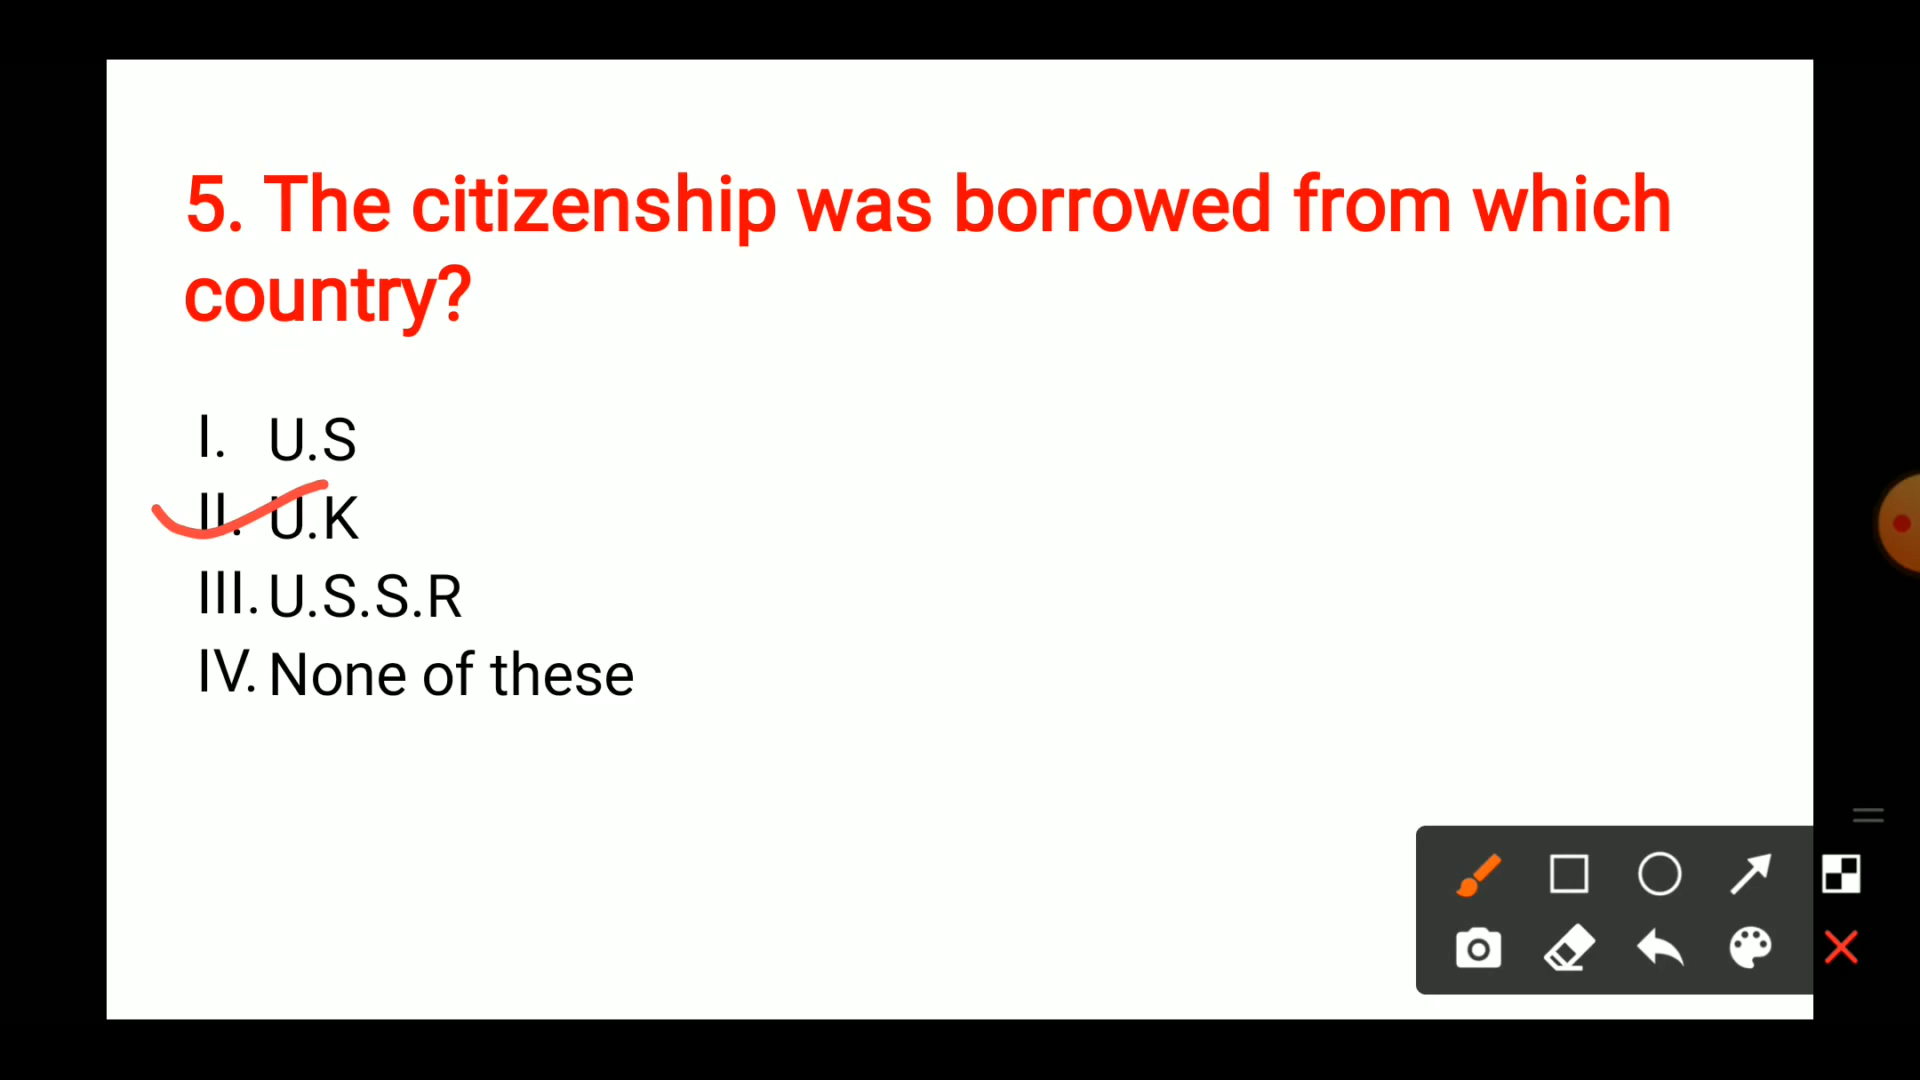 5. The citizenship was borrowed from which
country?
I. U.S
II. U.K
III. U.S.S.R
IV. None of these